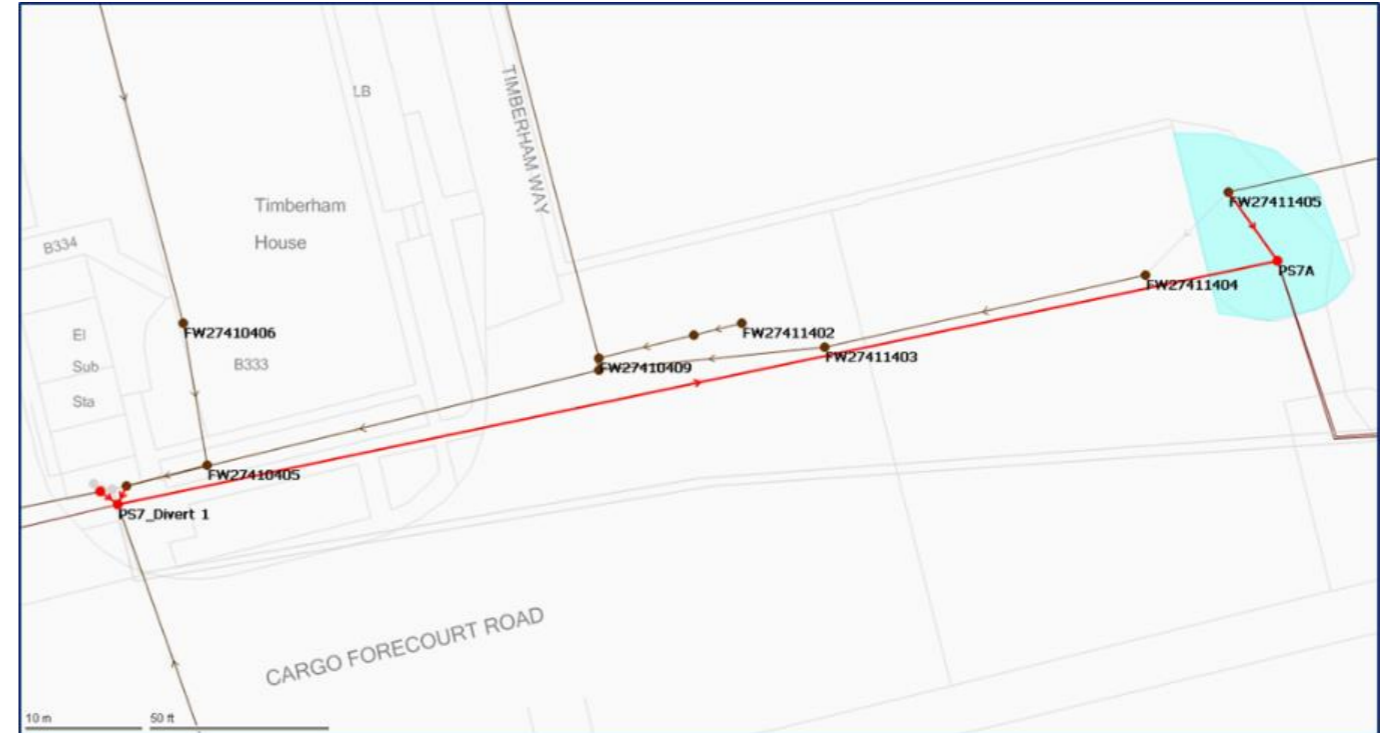 LB
TIMBERHAM WAY
Timberham
House
FW27411405
B334
PS7A
FW27411404
FW27410406
FW27411402
El
Sub
Sta
B333
FW27411403
FW27410409
FW27410405
PS7_Divert 1
CARGO FORECOURT ROAD
10 m
50 ft